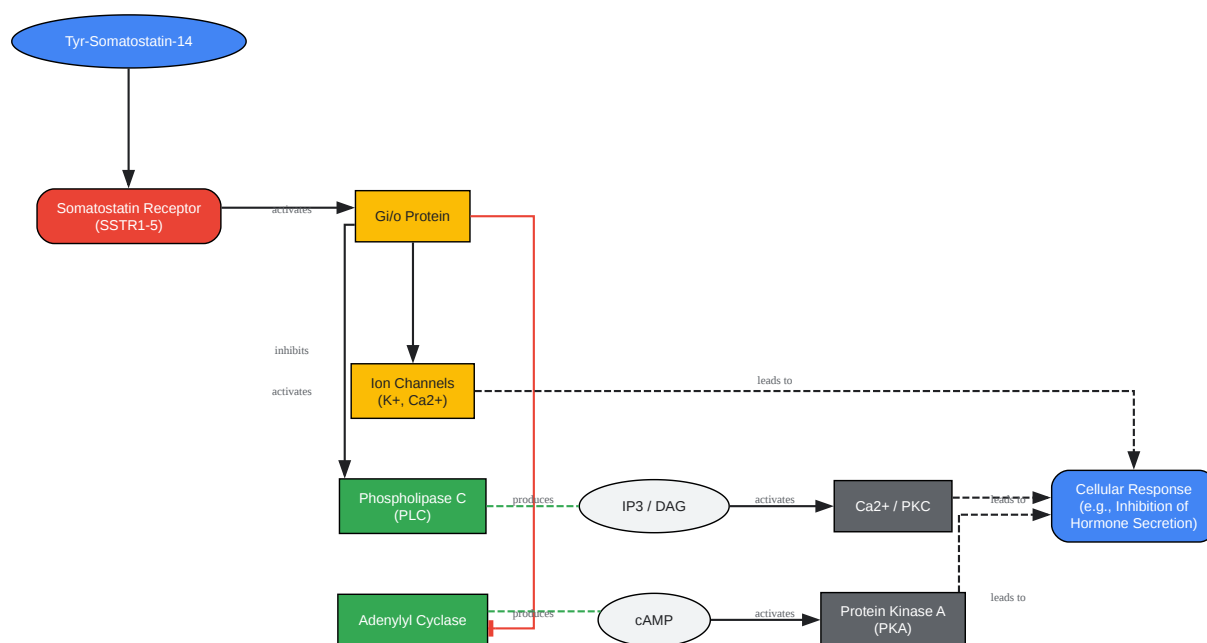 Tyr-Somatostatin-14
Somatostatin Receptor
(SSTR1-5)
activates
Gi/o Protein
inhibits
activates
Ion Channels
(K+, Ca2+)
leads to
Phospholipase C
(PLC)
produces
IP3 / DAG
activates
Ca2+ / PKC
leads to
Cellular Response
(e.g., Inhibition of
Hormone Secretion)
Adenylyl Cyclase
produces
cAMP
activates
Protein Kinase A
(PKA)
leads to